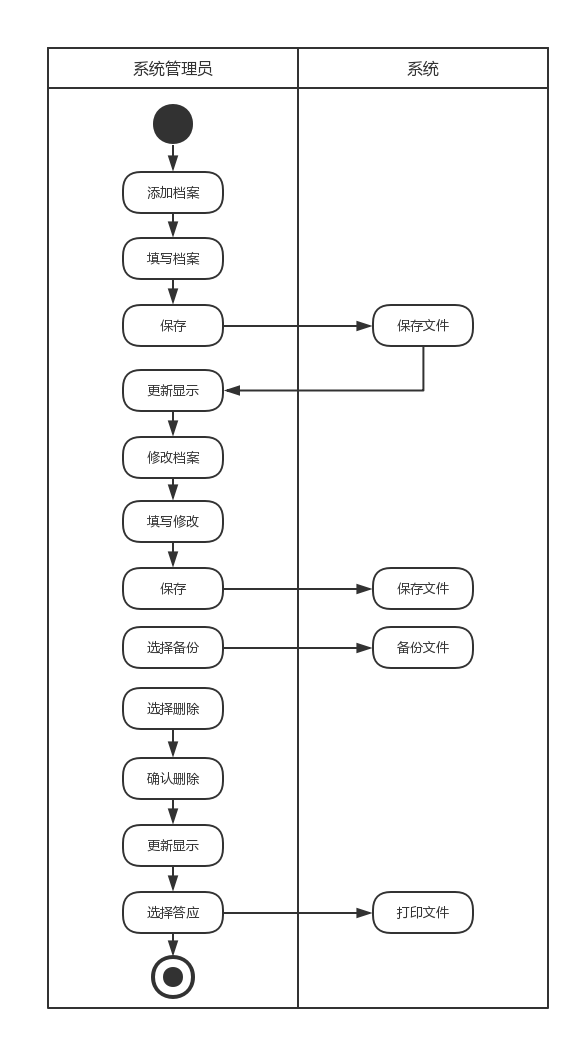 系统管理员
系统
添加档案
填写档案
保存
保存文件
更新显示
修改档案
填写修改
保存
保存文件
选择备份
备份文件
选择删除
确认删除
更新显示
选择答应
打印文件